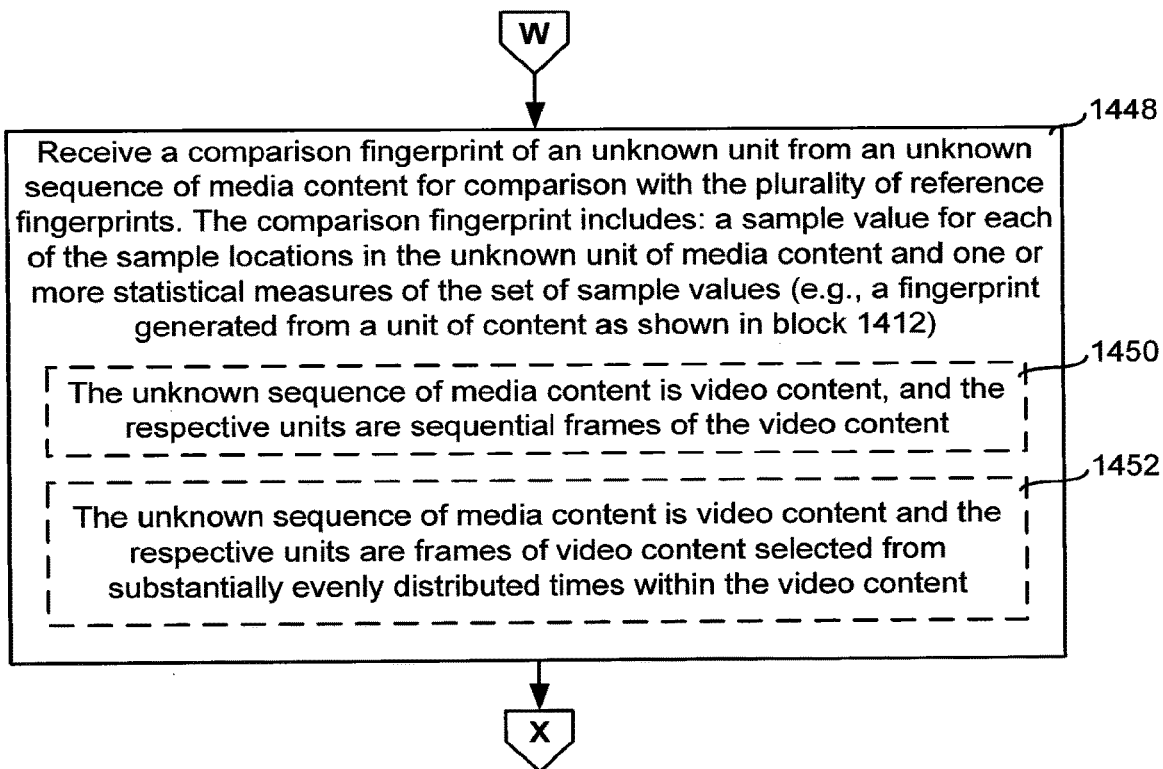 W
1448
Receive a comparison fingerprint of an unknown unit from an unknown
sequence of media content for comparison with the plurality of reference
fingerprints. The comparison fingerprint includes: a sample value for each
of the sample locations in the unknown unit of media content and one or
more statistical measures of the set of sample values (e.g., a fingerprint
generated from a unit of content as shown in block 1412)
1450
The unknown sequence of media content is video content, and the
respective units are sequential frames of the video content
1452
The unknown sequence of media content is video content and the
respective units are frames of video content selected from
substantially evenly distributed times within the video content
X